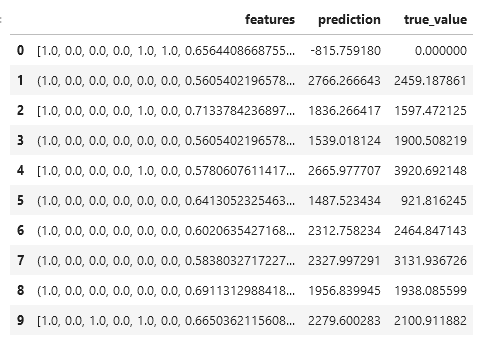 features prediction true_value
0 [1.0, 0.0, 0.0, 0.0, 1.0, 1.0, 0.6564408668755... -815.759180 0.000000
1 (1.0, 0.0, 0.0, 0.0, 0.0, 0.0, 0.5605402196578... 2766.266643 2459.187861
2 [1.0, 0.0, 0.0, 0.0, 1.0, 0.0, 0.7133784236897... 1836.266417 1597.472125
3 (1.0, 0.0, 0.0, 0.0, 0.0, 0.0, 0.5605402196578... 1539.018124 1900.508219
4 [1.0, 0.0, 0.0, 0.0, 1.0, 0.0, 0.5780607611417... 2665.977707 3920.692148
5 (1.0, 0.0, 0.0, 0.0, 0.0, 0.0, 0.6413052325463... 1487.523434 921.816245
6 (1.0, 0.0, 0.0, 0.0, 0.0, 0.0, 0.6020635427168... 2312.758234 2464.847143
7 (1.0, 0.0, 0.0, 0.0, 0.0, 0.0, 0.5838032717227... 2327.997291 3131.936726
8 (1.0, 0.0, 0.0, 0.0, 0.0, 0.0, 0.6911312988418... 1956.839945 1938.085599
9 [1.0, 0.0, 1.0, 0.0, 1.0, 0.0, 0.6650362115608... 2279.600283 2100.911882